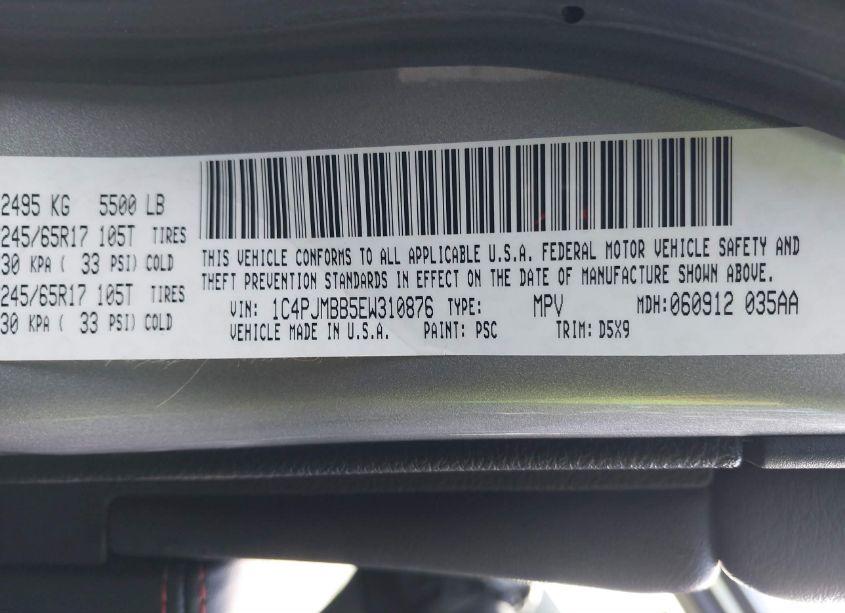 2495 KG 5500 LB
245/65R17 105T TIRES
30 KPA ( 33 PSI) COLD
245/65R17 105T TIRES
30 KPA ( 33 PSI) COLD
THIS VEHICLE CONFORMS TO ALL APPLICABLE U.S.A. FEDERAL MOTOR VEHICLE SAFETY AND
THEFT PREVENTION STANDARDS IN EFFECT ON THE DATE OF MANUFACTURE SHOWN ABOVE.
VIN: 1C4PJMBB5EW310876 TYPE: MPV MDH:060912 035AA
VEHICLE MADE IN U.S.A. PAINT: PSC TRIM: D5X9